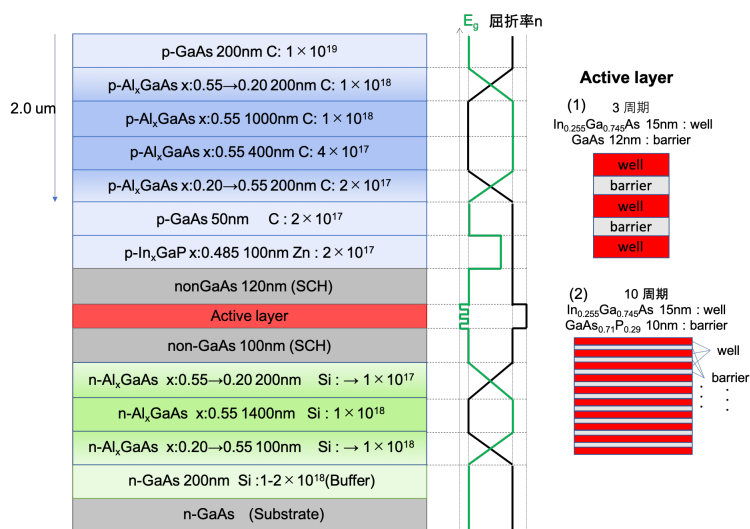 E_g 屈折率n
p-GaAs 200nm C: 1×10¹⁹
p-AlₓGaAs x:0.55→0.20 200nm C: 1×10¹⁸
2.0 um
p-AlₓGaAs x:0.55 1000nm C: 1×10¹⁸
p-AlₓGaAs x:0.55 400nm C: 4×10¹⁷
p-AlₓGaAs x:0.20→0.55 200nm C: 2×10¹⁷
p-GaAs 50nm C: 2×10¹⁷
p-InₓGaP x:0.485 100nm Zn : 2×10¹⁷
nonGaAs 120nm (SCH)
Active layer
non-GaAs 100nm (SCH)
n-AlₓGaAs x:0.55→0.20 200nm Si: → 1×10¹⁷
n-AlₓGaAs x:0.55 1400nm Si: 1×10¹⁸
n-AlₓGaAs x:0.20→0.55 100nm Si: → 1×10¹⁸
n-GaAs 200nm Si :1-2×10¹⁸(Buffer)
n-GaAs (Substrate)
Active layer
(1) 3 周期
In₀.₂₅₅Ga₀.₇₄₅As 15nm : well
GaAs 12nm : barrier
well
barrier
well
barrier
well
(2) 10 周期
In₀.₂₅₅Ga₀.₇₄₅As 15nm : well
GaAs₀.₇₁P₀.₂₉ 10nm : barrier
well
barrier